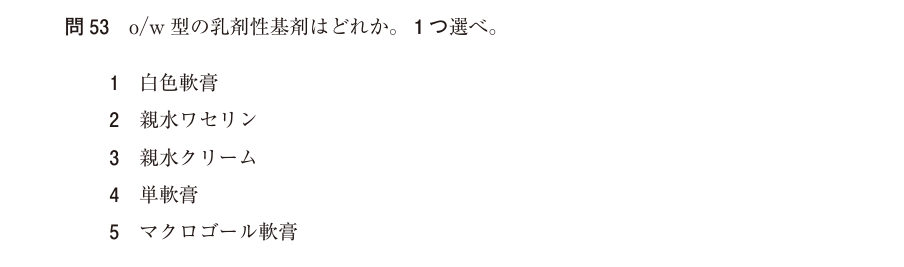 問 53 o/w 型の乳剤性基剤はどれか。1つ選べ。
1 白色軟膏
2 親水ワセリン
3 親水クリーム
4 単軟膏
5 マクロゴール軟膏